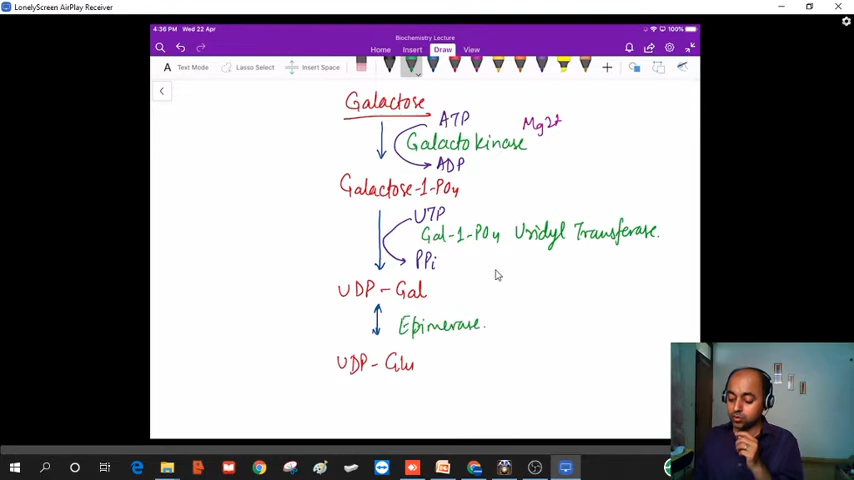 LonelyScreen AirPlay Receiver
4:36 PM Wed 22 Apr
100%
Biochemistry Lecture
Home Insert Draw View
Text Mode Lasso Select Insert Space
Galactose
ATP
Mg2+
Galactokinase
ADP
Galactose-1-PO4
UTP
Gal-1-PO4 Uridyl Transferase.
PPi
UDP-Gal
Epimerase.
UDP-Glu